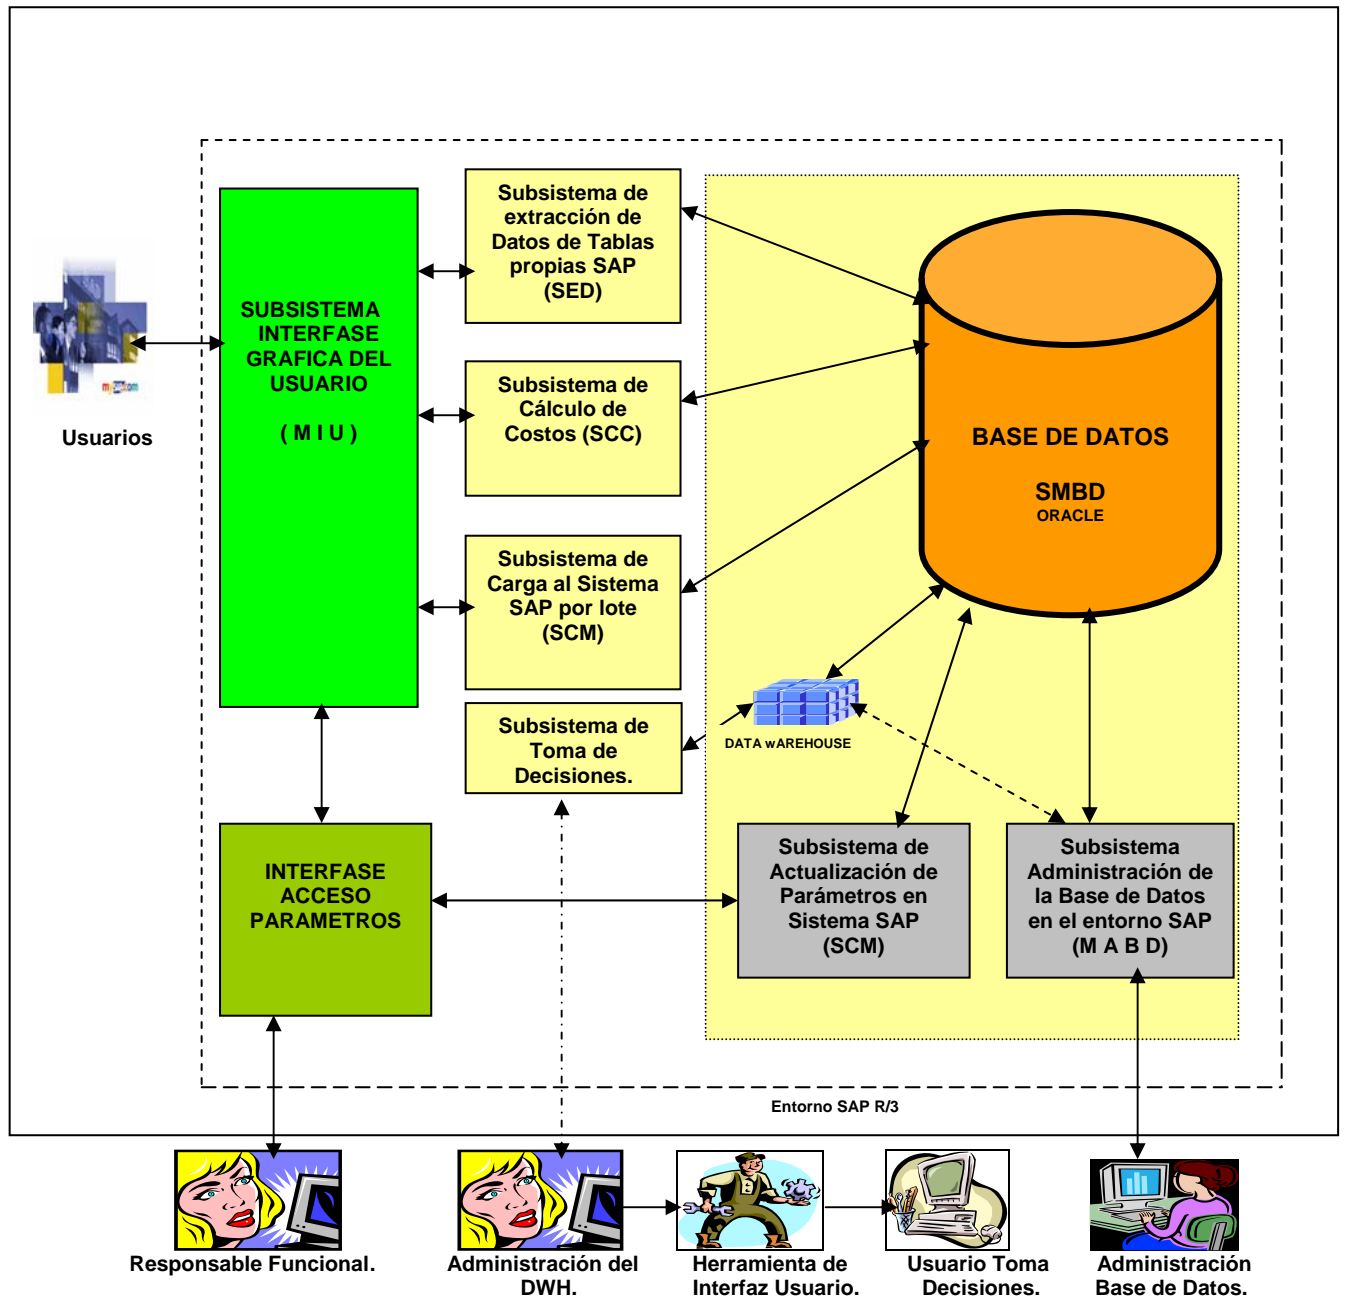 Subsistema de
extracción de
Datos de Tablas
propias SAP
(SED)
SUBSISTEMA
INTERFASE
GRAFICA DEL
USUARIO
( M I U )
Usuarios
Subsistema de
Cálculo de
Costos (SCC)
BASE DE DATOS
SMBD
ORACLE
Subsistema de
Carga al Sistema
SAP por lote
(SCM)
Subsistema de
Toma de
Decisiones.
DATA wAREHOUSE
INTERFASE
ACCESO
PARAMETROS
Subsistema de
Actualización de
Parámetros en
Sistema SAP
(SCM)
Subsistema
Administración de
la Base de Datos
en el entorno SAP
(M A B D)
Entorno SAP R/3
Responsable Funcional.
Administración del
DWH.
Herramienta de
Interfaz Usuario.
Usuario Toma
Decisiones.
Administración
Base de Datos.